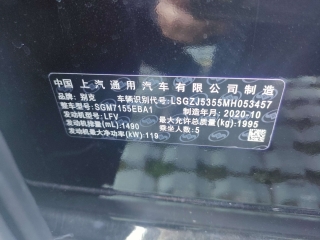 中国 上汽通用汽车有限公司制造
品牌：别克 车辆识别代号：LSGZJ5355MH053457
整车型号：SGM7155EBA1 制造年月：2020-10
发动机型号：LFV 最大允许总质量(kg)：1995
发动机排量(mL)：1490 乘坐人数：5
发动机最大净功率(kW)：119